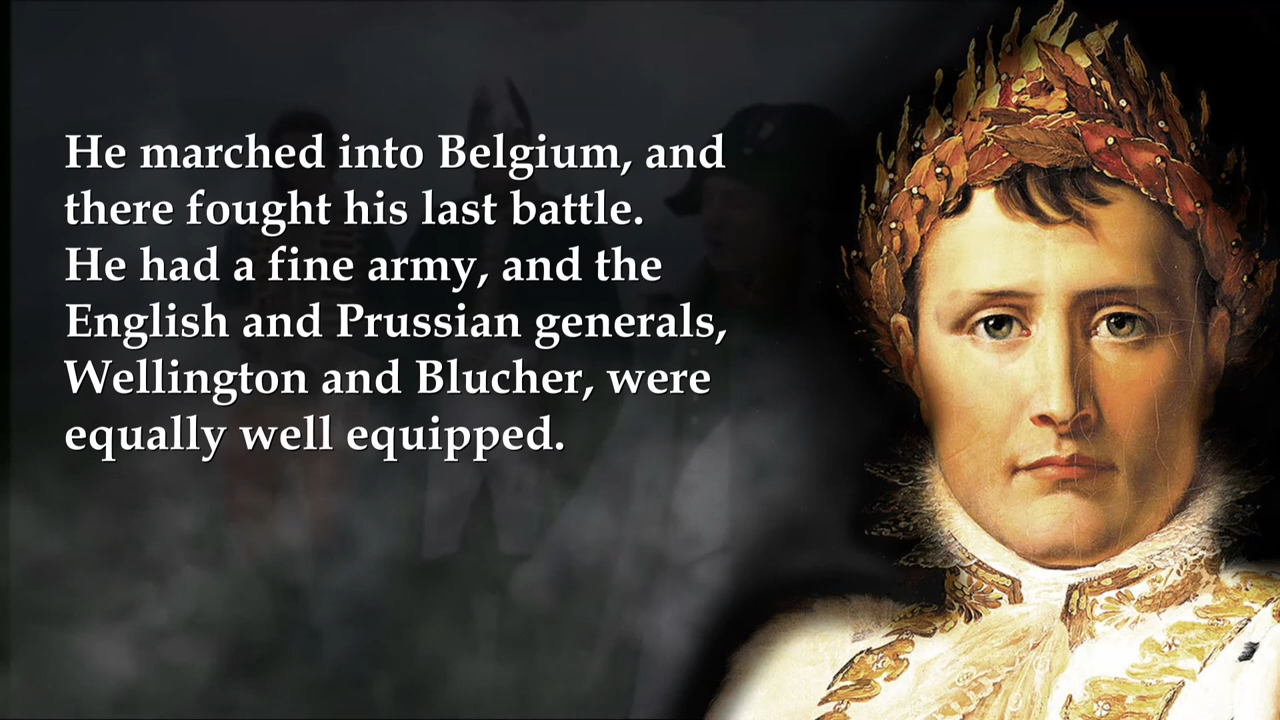 He marched into Belgium, and
there fought his last battle.
He had a fine army, and the
English and Prussian generals,
Wellington and Blucher, were
equally well equipped.